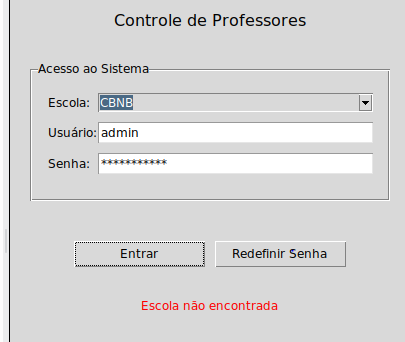 Controle de Professores
Acesso ao Sistema
Escola: CBNB
Usuário: admin
Senha: ***********
Entrar Redefinir Senha
Escola não encontrada